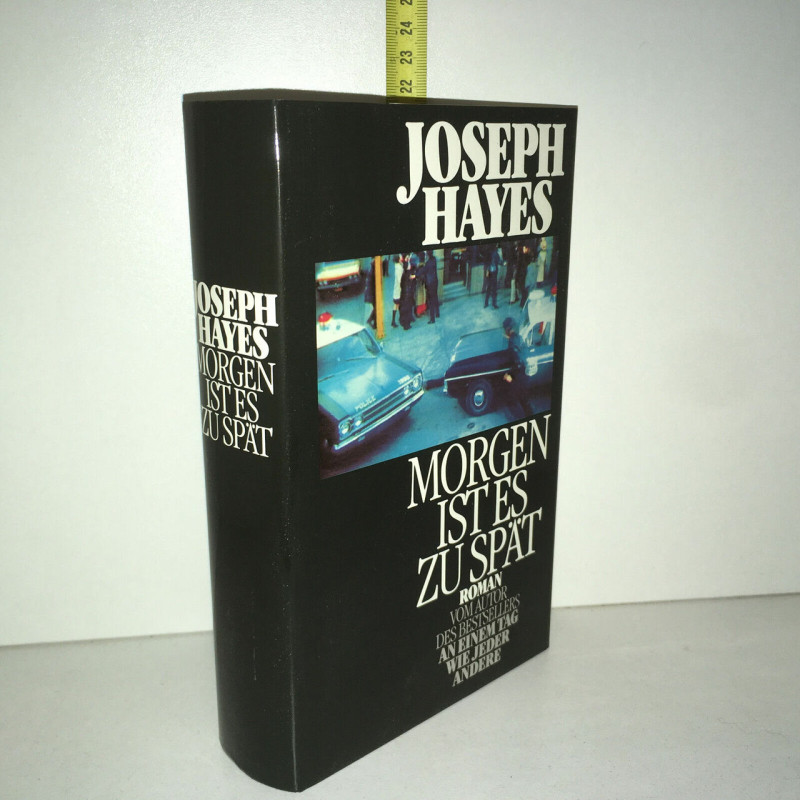 22 23 24
JOSEPH
HAYES
MORGEN
IST ES
ZU SPÄT
ROMAN
VOM AUTOR
DES BESTSELLERS
AN EINEM TAG
WIE JEDER
ANDERE
JOSEPH
HAYES
MORGEN
IST ES
ZU SPÄT
POLICE